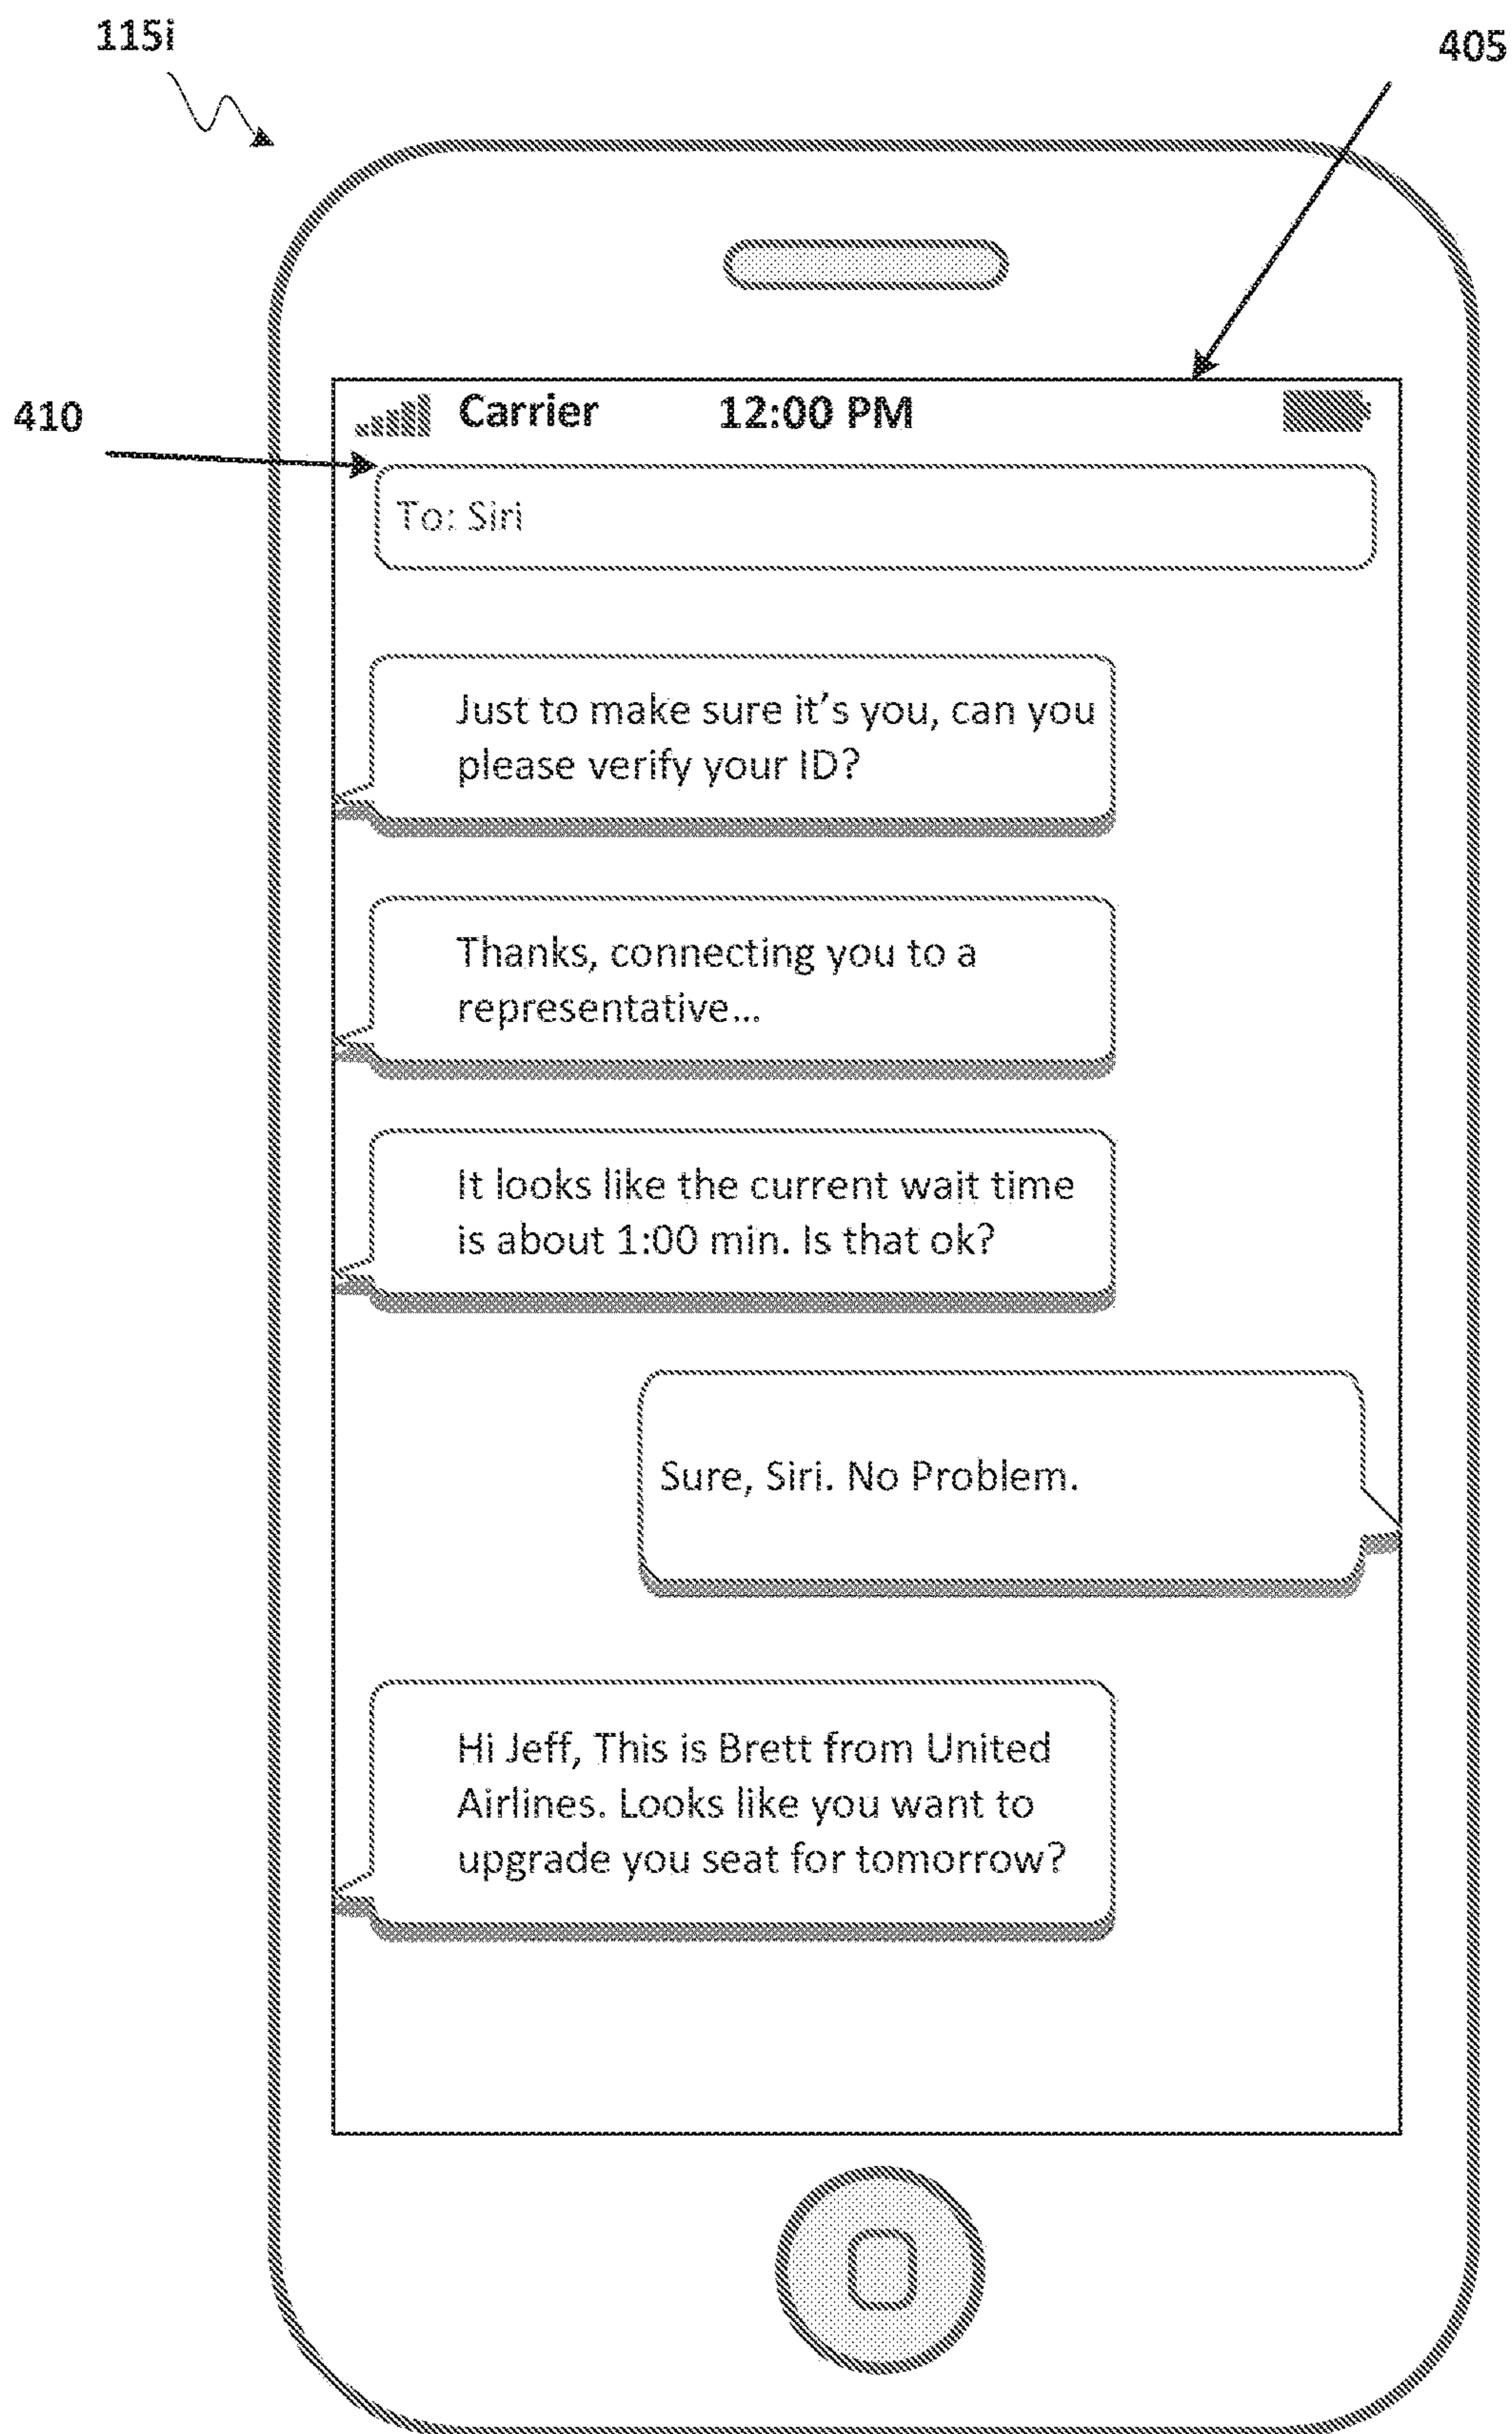 115i
405
410
Carrier 12:00 PM
To: Siri
Just to make sure it's you, can you
please verify your ID?
Thanks, connecting you to a
representative...
It looks like the current wait time
is about 1:00 min. Is that ok?
Sure, Siri. No Problem.
Hi Jeff, This is Brett from United
Airlines. Looks like you want to
upgrade you seat for tomorrow?